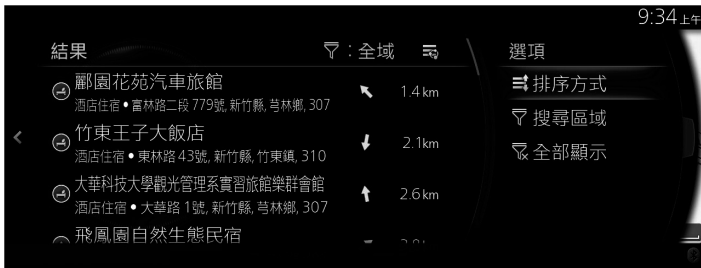 9:34 上午
結果
：全域
酈園花苑汽車旅館
酒店住宿 • 富林路二段 779號, 新竹縣, 芎林鄉, 307
1.4 km
竹東王子大飯店
酒店住宿 • 東林路 43號, 新竹縣, 竹東鎮, 310
2.1km
大華科技大學觀光管理系實習旅館樂群會館
酒店住宿 • 大華路 1號, 新竹縣, 芎林鄉, 307
2.6 km
飛鳳園自然生態民宿
選項
排序方式
搜尋區域
全部顯示